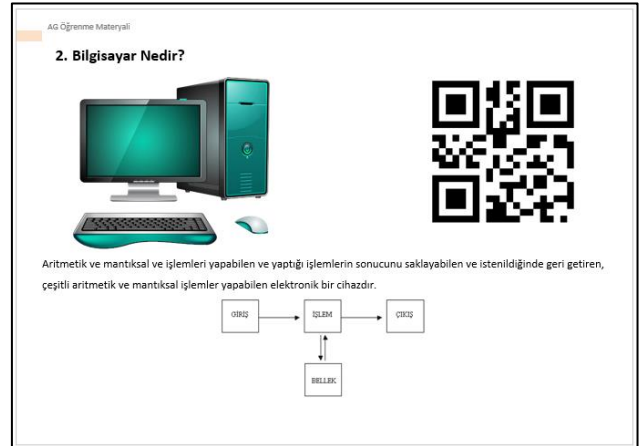 AG Öğrenme Materyali
2. Bilgisayar Nedir?
Aritmetik ve mantıksal ve işlemleri yapabilen ve yaptığı işlemlerin sonucunu saklayabilen ve istenildiğinde geri getiren,
çeşitli aritmetik ve mantıksal işlemler yapabilen elektronik bir cihazdır.
GİRİŞ
İŞLEM
ÇIKIŞ
BELLEK